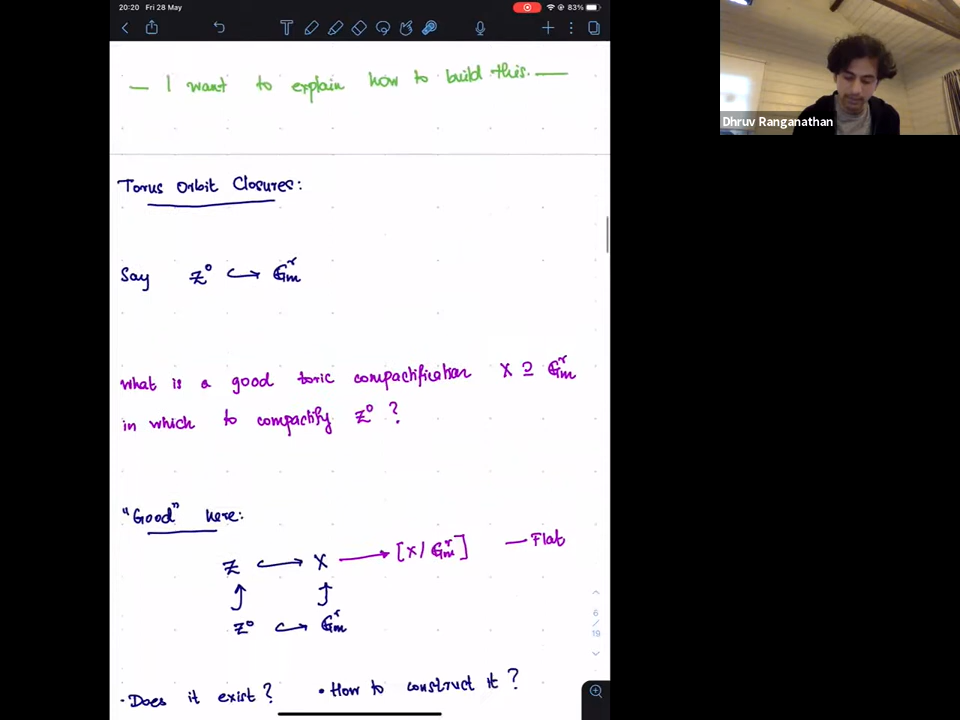 20:20 Fri 28 May
83%
— I want to explain how to build this. —
Torus Orbit Closures:
Say Z° ↪ 𝔾ₘʳ
What is a good toric compactification X ⊇ 𝔾ₘʳ
in which to compactify Z° ?
"Good" here:
Z ↪ X → [X/𝔾ₘʳ] — Flat
Z° ↪ 𝔾ₘʳ
• Does it exist? • How to construct it?
6
/
19
Dhruv Ranganathan